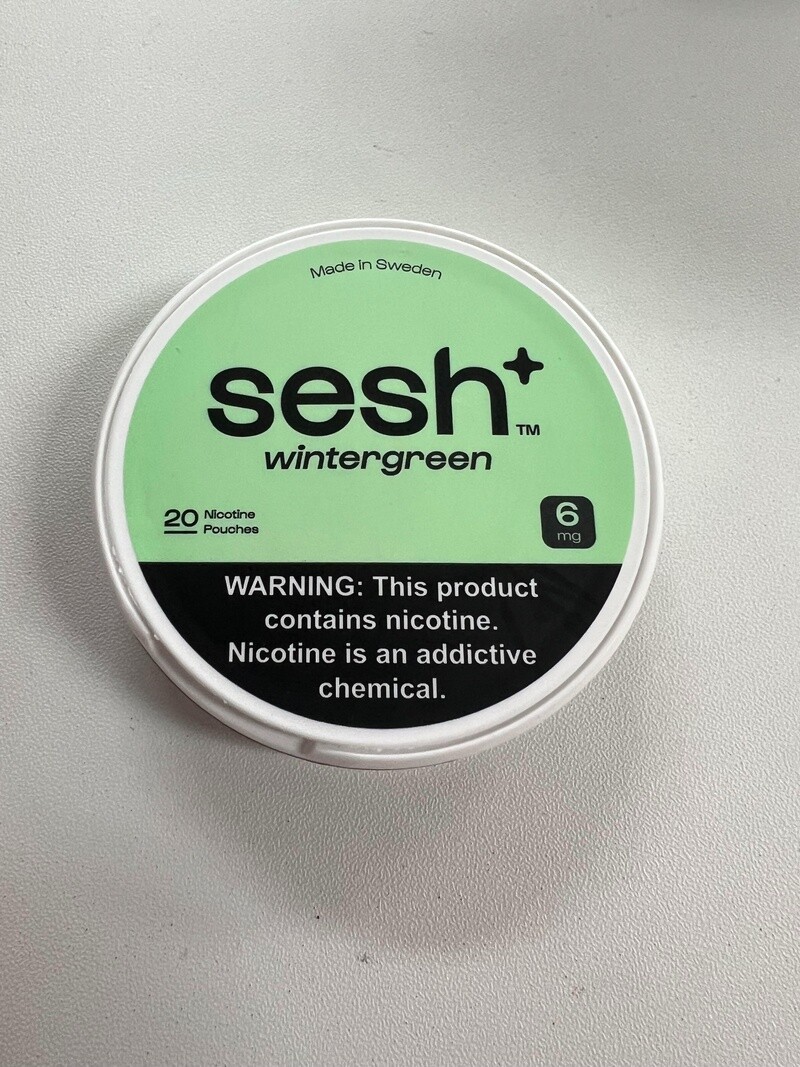 Made in Sweden
sesh+™
wintergreen
20 Nicotine
Pouches
6
mg
WARNING: This product
contains nicotine.
Nicotine is an addictive
chemical.